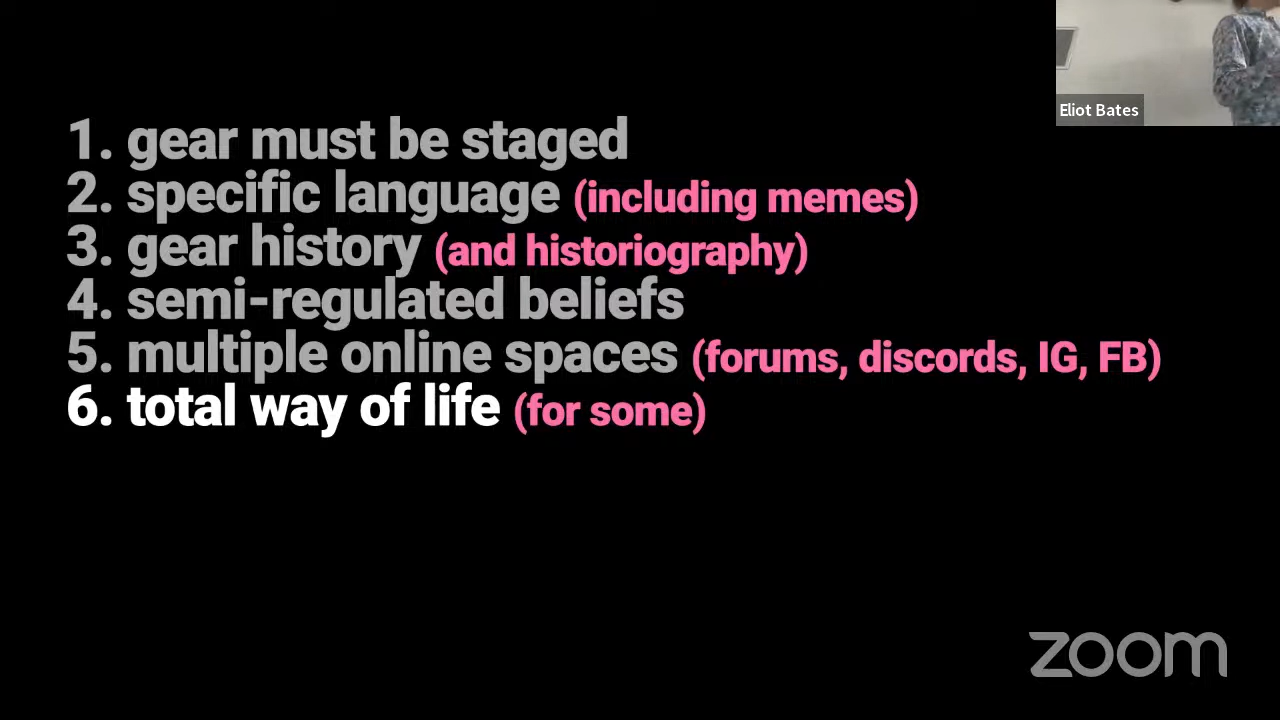 Eliot Bates
1. gear must be staged
2. specific language (including memes)
3. gear history (and historiography)
4. semi-regulated beliefs
5. multiple online spaces (forums, discords, IG, FB)
6. total way of life (for some)
zoom